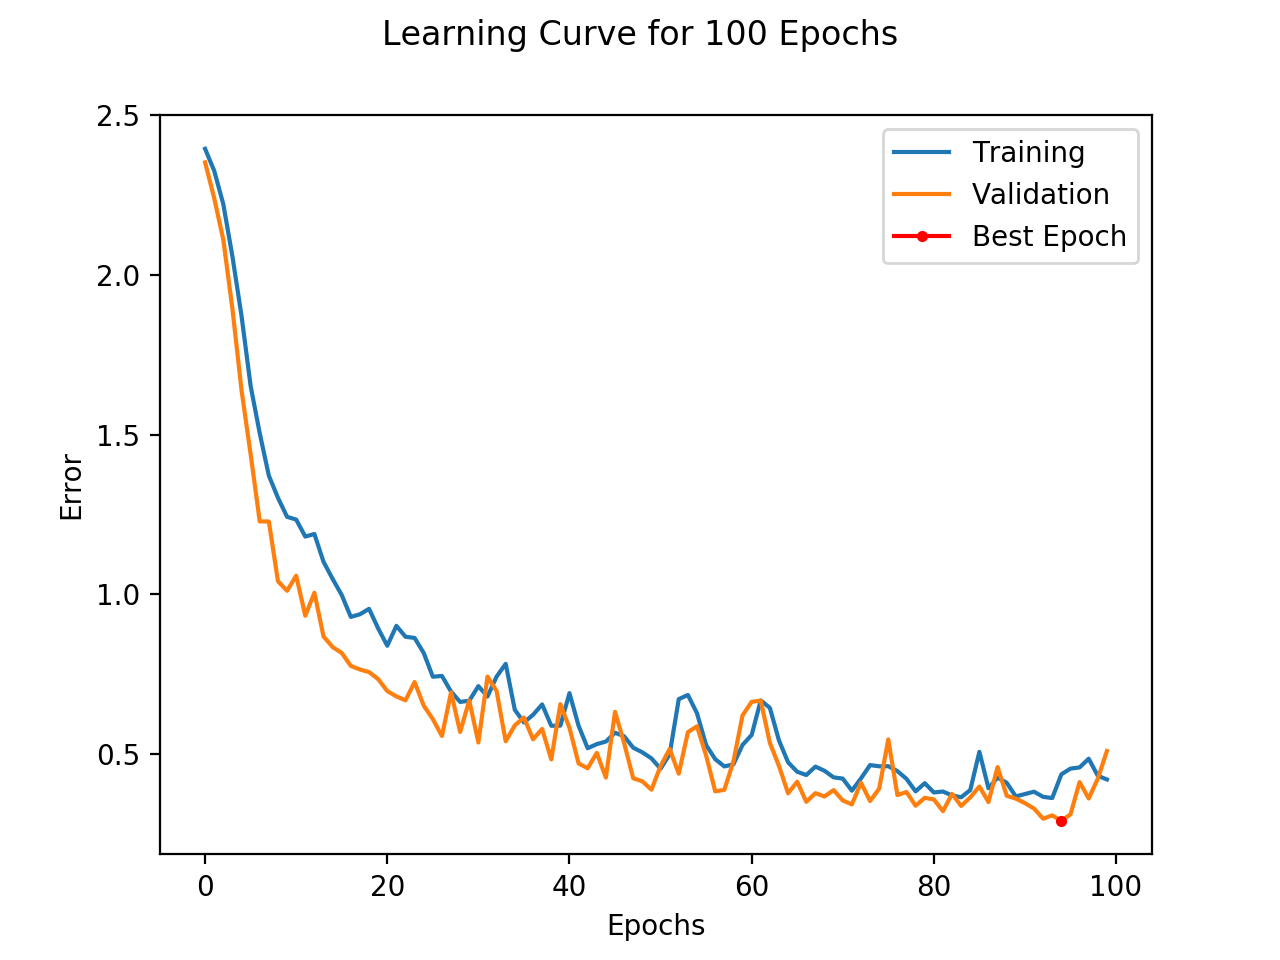 Learning Curve for 100 Epochs
2.5
2.0
1.5
1.0
0.5
Error
Training
Validation
Best Epoch
0 20 40 60 80 100
Epochs